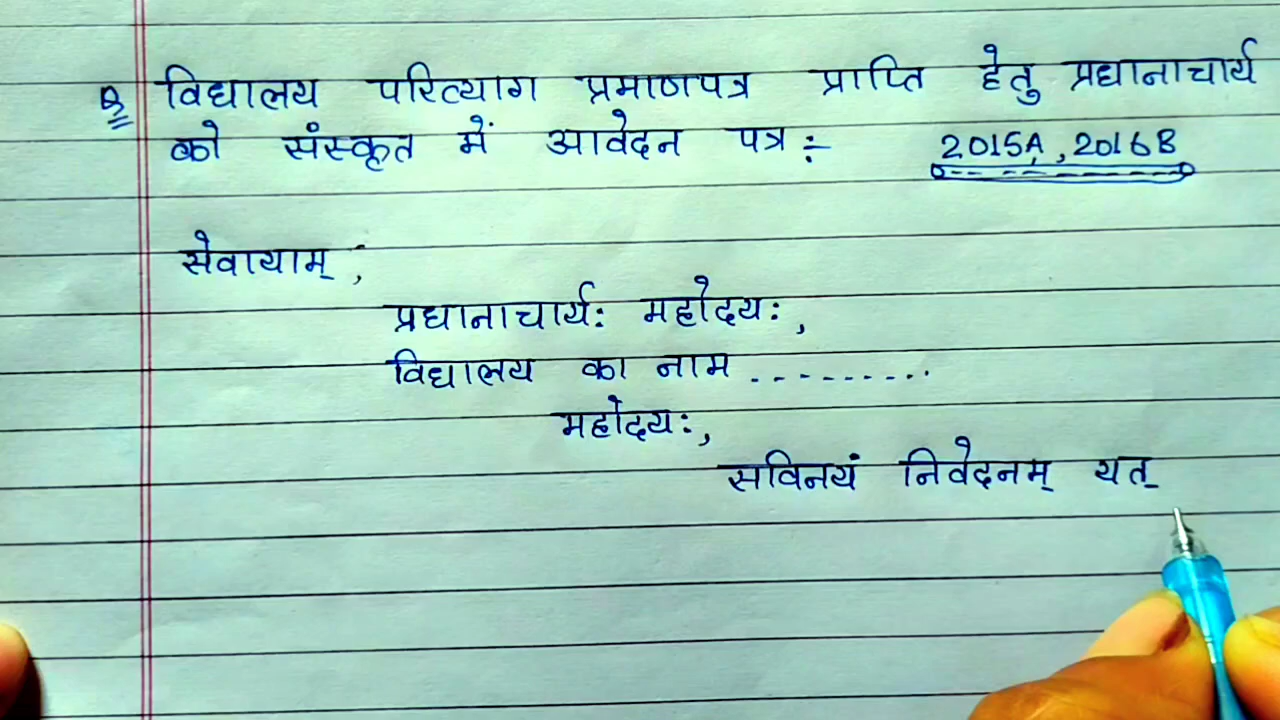 Q विद्यालय परित्याग प्रमाणपत्र प्राप्ति हेतु प्रधानाचार्य
को संस्कृत में आवेदन पत्र :-
2015A, 2016B
सेवायाम्,
प्रधानाचार्यः महोदयः,
विद्यालय का नाम .........
महोदयः,
सविनयं निवेदनम् यत्